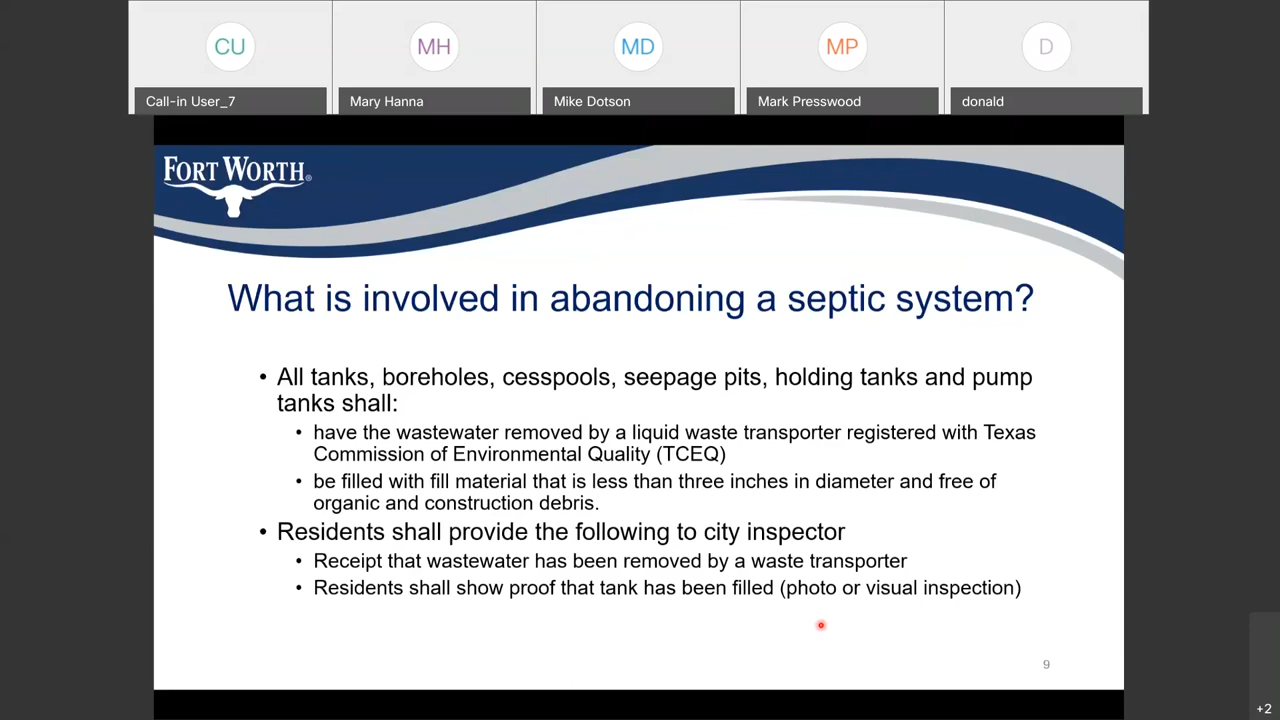 CU
MH
MD
MP
D
Call-in User_7
Mary Hanna
Mike Dotson
Mark Presswood
donald
FORT WORTH®
What is involved in abandoning a septic system?
• All tanks, boreholes, cesspools, seepage pits, holding tanks and pump
tanks shall:
• have the wastewater removed by a liquid waste transporter registered with Texas
Commission of Environmental Quality (TCEQ)
• be filled with fill material that is less than three inches in diameter and free of
organic and construction debris.
• Residents shall provide the following to city inspector
• Receipt that wastewater has been removed by a waste transporter
• Residents shall show proof that tank has been filled (photo or visual inspection)
9
+2